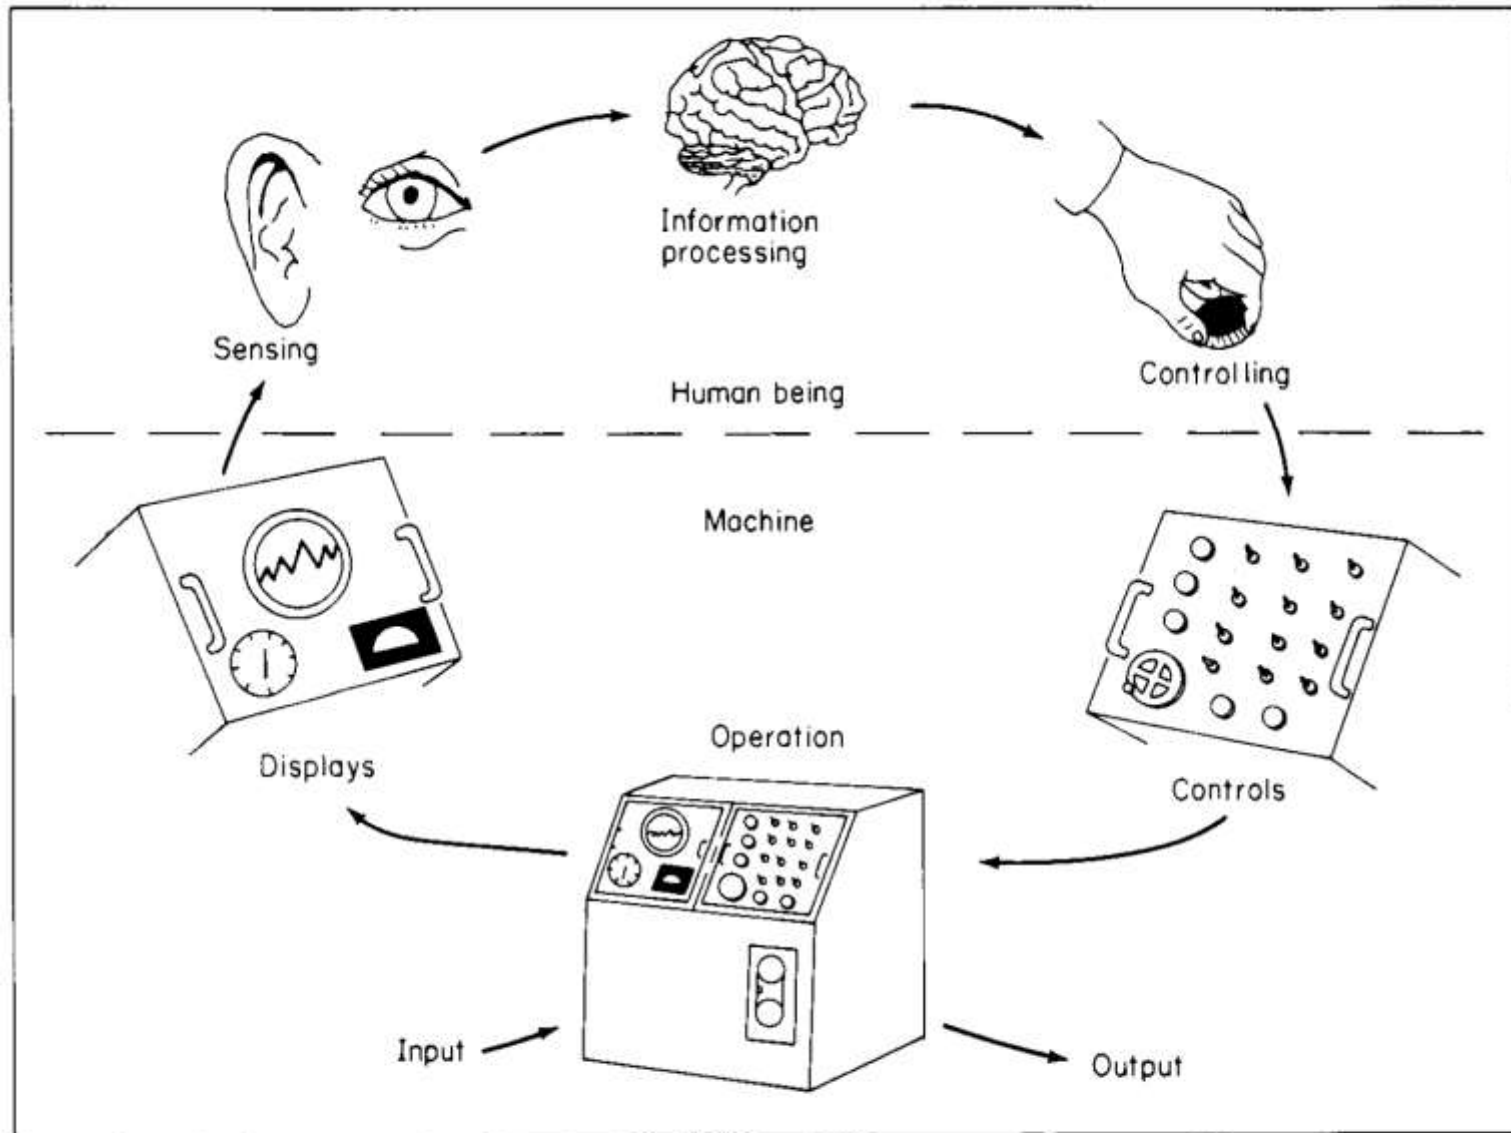 Information
processing
Sensing
Controlling
Human being
Machine
Operation
Displays
Controls
Input
Output